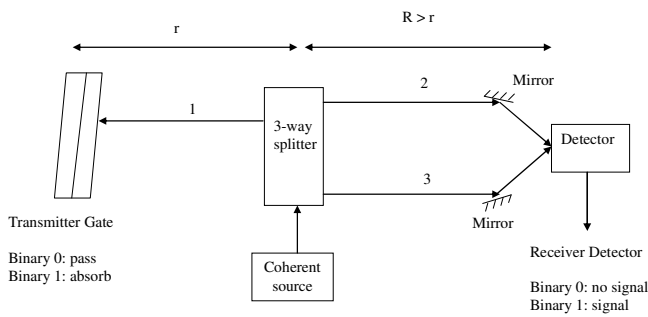 r
R > r
1
2
3
Mirror
3-way
splitter
Detector
Mirror
Transmitter Gate
Binary 0: pass
Binary 1: absorb
Coherent
source
Receiver Detector
Binary 0: no signal
Binary 1: signal